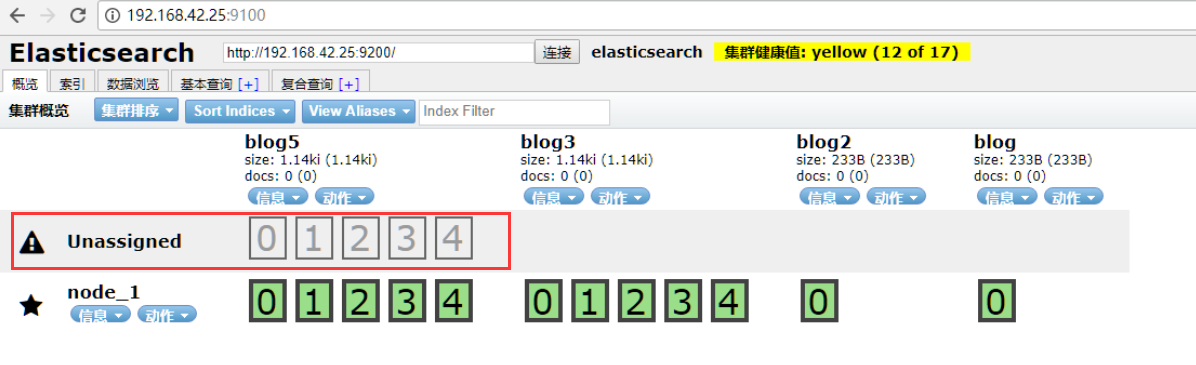 192.168.42.25:9100
Elasticsearch http://192.168.42.25:9200/ 连接 elasticsearch 集群健康值: yellow (12 of 17)
概览 索引 数据浏览 基本查询 [+] 复合查询 [+]
集群概览 集群排序 Sort Indices View Aliases Index Filter
blog5 blog3 blog2 blog
size: 1.14ki (1.14ki) size: 1.14ki (1.14ki) size: 233B (233B) size: 233B (233B)
docs: 0 (0) docs: 0 (0) docs: 0 (0) docs: 0 (0)
信息 动作 信息 动作 信息 动作 信息 动作
Unassigned 0 1 2 3 4
node_1 0 1 2 3 4 0 1 2 3 4 0 0
信息 动作